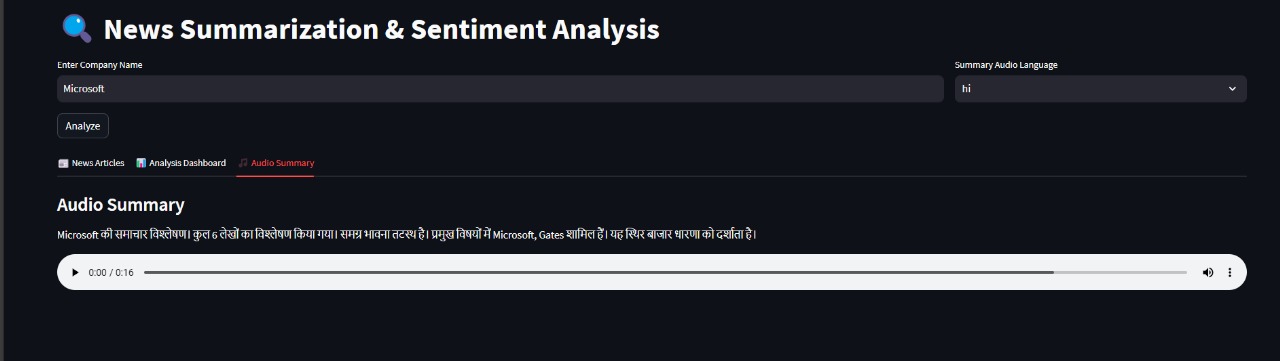 News Summarization & Sentiment Analysis
Enter Company Name
Summary Audio Language
Microsoft
hi
Analyze
News Articles
Analysis Dashboard
Audio Summary
Audio Summary
Microsoft की समाचार विश्लेषण। कुल 6 लेखों का विश्लेषण किया गया। समग्र भावना तटस्थ है। प्रमुख विषयों में Microsoft, Gates शामिल हैं। यह स्थिर बाजार धारणा को दर्शाता है।
0:00 / 0:16